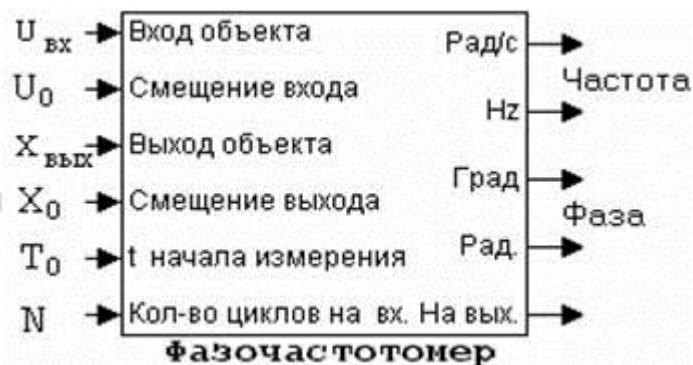 U вх Вход объекта Рад/с
U0 Смещение входа Частота
Hz
X вых Выход объекта
Град
X0 Смещение выхода Фаза
T0 t начала измерения Рад.
N Кол-во циклов на вх. На вых.
Фазочастотомер